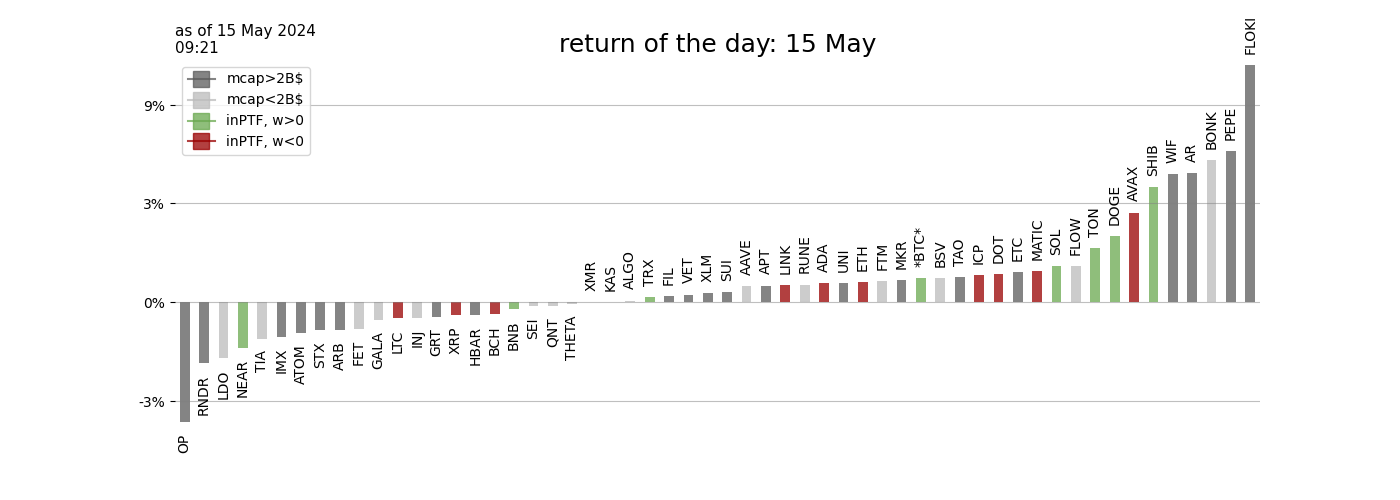 as of 15 May 2024
09:21
return of the day: 15 May
mcap>2B$
mcap<2B$
inPTF, w>0
inPTF, w<0
9%
3%
0%
-3%
OP
RNDR
LDO
NEAR
TIA
IMX
ATOM
STX
ARB
FET
GALA
LTC
INJ
GRT
XRP
HBAR
BCH
BNB
SEI
QNT
THETA
XMR
KAS
ALGO
TRX
FIL
VET
XLM
SUI
AAVE
APT
LINK
RUNE
ADA
UNI
ETH
FTM
MKR
*BTC*
BSV
TAO
ICP
DOT
ETC
MATIC
SOL
FLOW
TON
DOGE
AVAX
SHIB
WIF
AR
BONK
PEPE
FLOKI